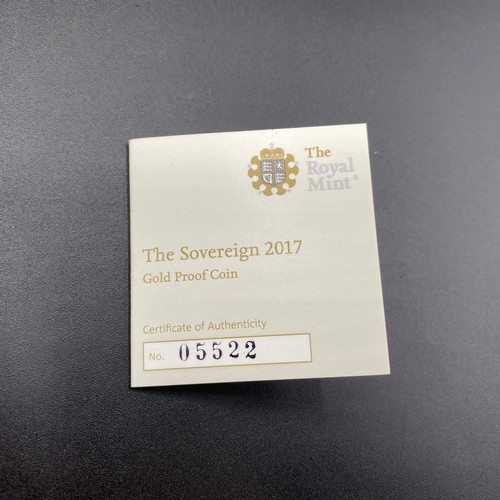 The
Royal
Mint®
The Sovereign 2017
Gold Proof Coin
Certificate of Authenticity
No. 05522